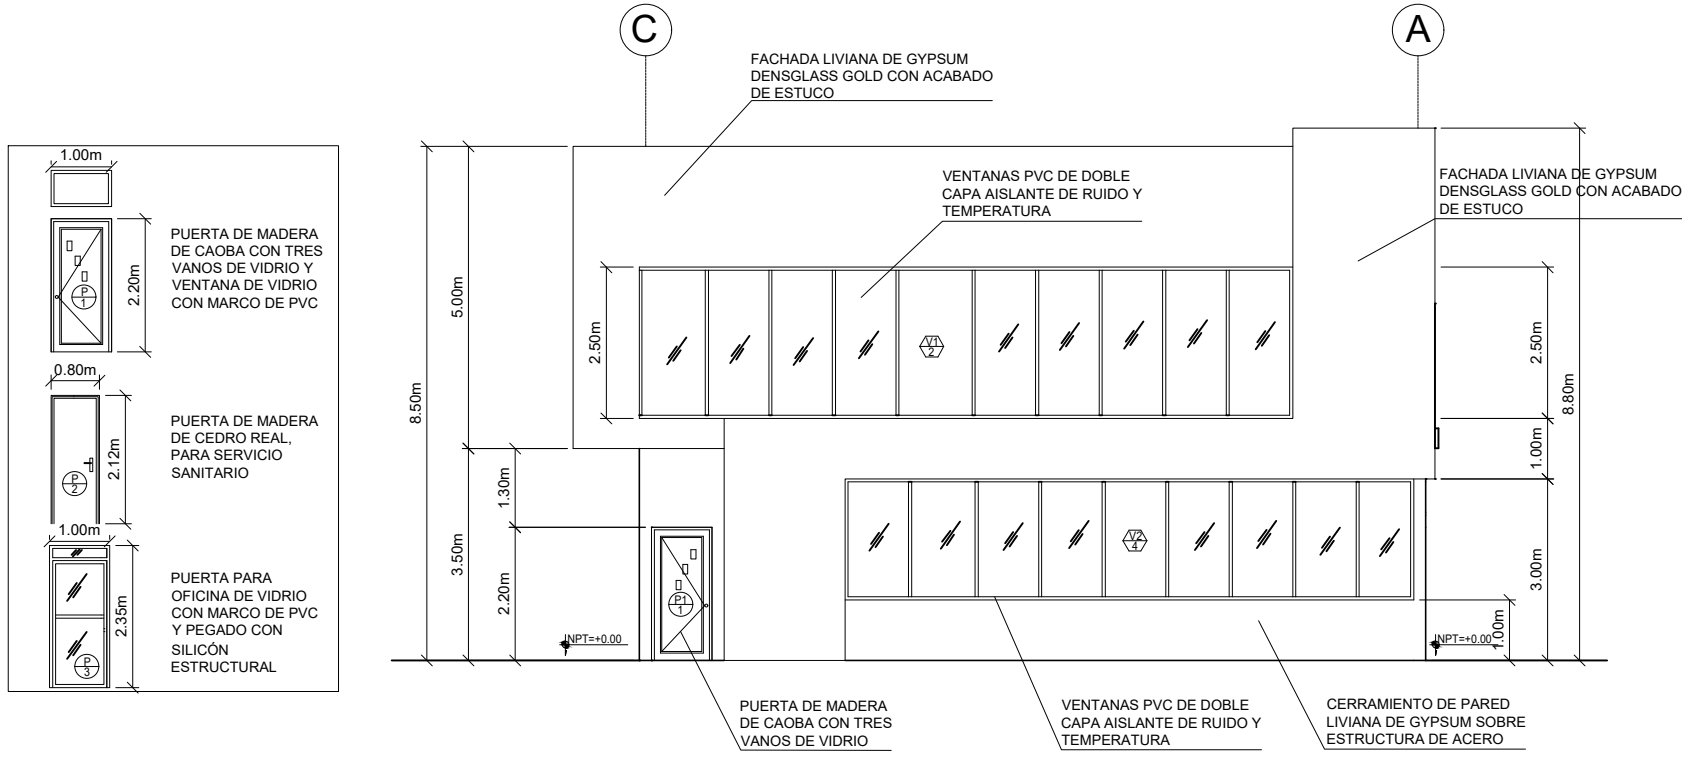 C
A
FACHADA LIVIANA DE GYPSUM
DENSGLASS GOLD CON ACABADO
DE ESTUCO
VENTANAS PVC DE DOBLE
CAPA AISLANTE DE RUIDO Y
TEMPERATURA
FACHADA LIVIANA DE GYPSUM
DENSGLASS GOLD CON ACABADO
DE ESTUCO
1.00m
2.20m
P
1
PUERTA DE MADERA
DE CAOBA CON TRES
VANOS DE VIDRIO Y
VENTANA DE VIDRIO
CON MARCO DE PVC
0.80m
2.12m
P
2
PUERTA DE MADERA
DE CEDRO REAL,
PARA SERVICIO
SANITARIO
1.00m
2.35m
P
3
PUERTA PARA
OFICINA DE VIDRIO
CON MARCO DE PVC
Y PEGADO CON
SILICÓN
ESTRUCTURAL
8.50m
5.00m
3.50m
2.50m
1.30m
2.20m
V1
2
V2
4
P1
1
NPT=+0.00
NPT=+0.00
2.50m
1.00m
3.00m
1.00m
8.80m
PUERTA DE MADERA
DE CAOBA CON TRES
VANOS DE VIDRIO
VENTANAS PVC DE DOBLE
CAPA AISLANTE DE RUIDO Y
TEMPERATURA
CERRAMIENTO DE PARED
LIVIANA DE GYPSUM SOBRE
ESTRUCTURA DE ACERO